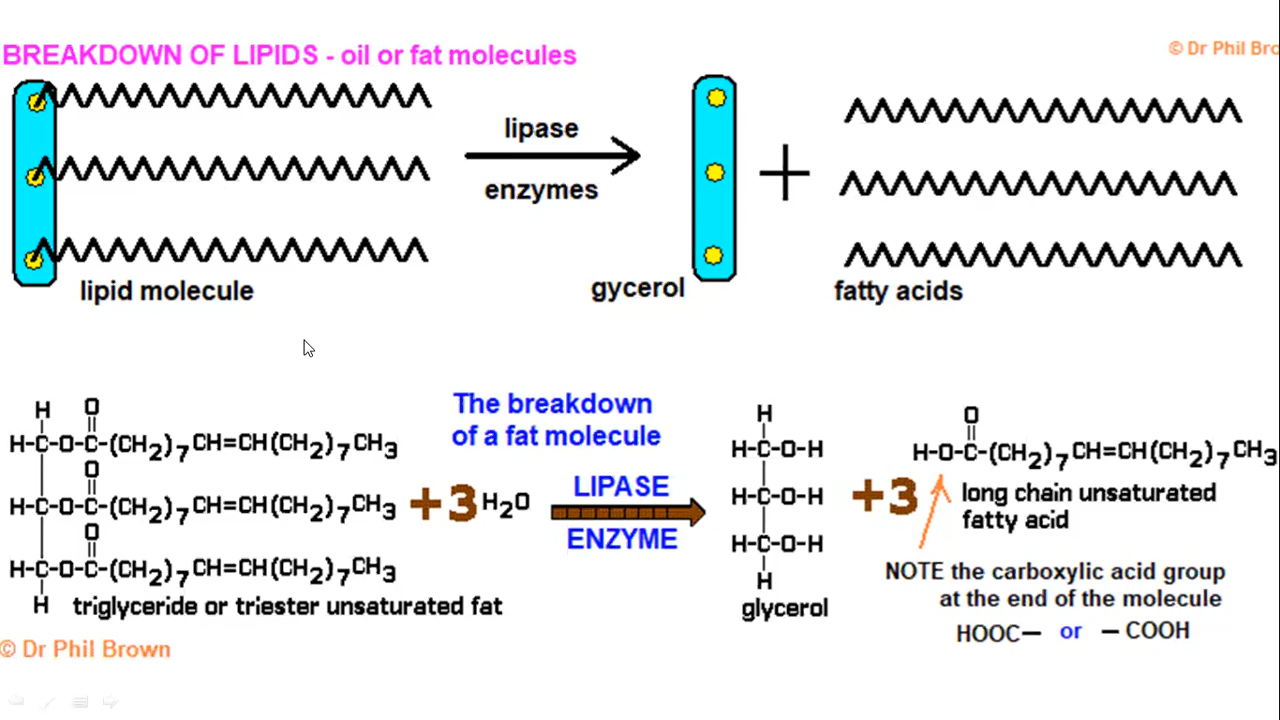 BREAKDOWN OF LIPIDS - oil or fat molecules
© Dr Phil Bro
lipase
enzymes
lipid molecule
gycerol
+
fatty acids
The breakdown
of a fat molecule
H O
H-C-O-C-(CH2)7CH=CH(CH2)7CH3
O
H-C-O-C-(CH2)7CH=CH(CH2)7CH3
O
H-C-O-C-(CH2)7CH=CH(CH2)7CH3
H
triglyceride or triester unsaturated fat
+3H2O
LIPASE
ENZYME
H
H-C-O-H
H-C-O-H
H-C-O-H
H
glycerol
+3
O
H-O-C-(CH2)7CH=CH(CH2)7CH3
long chain unsaturated
fatty acid
NOTE the carboxylic acid group
at the end of the molecule
HOOC– or –COOH
© Dr Phil Brown